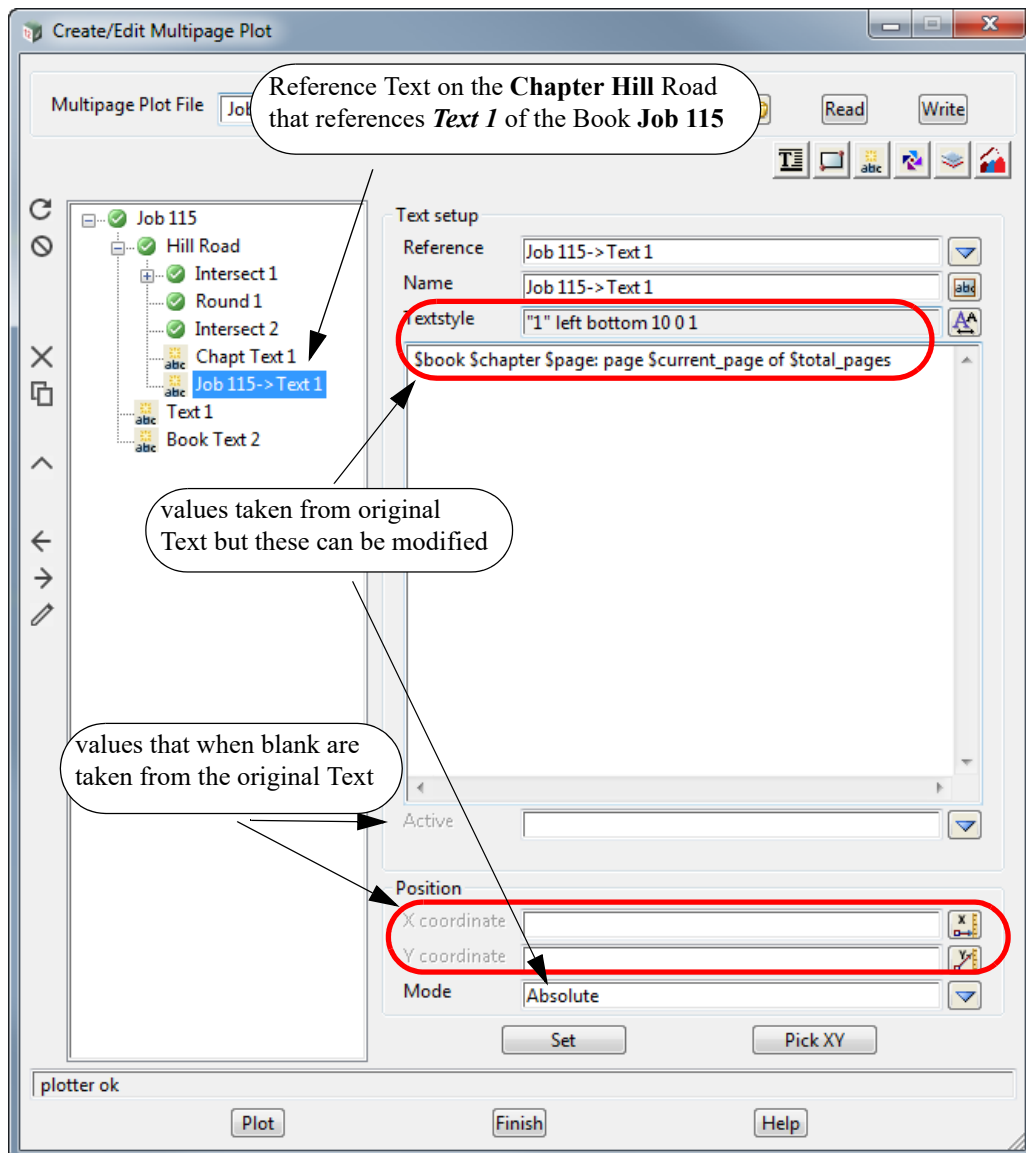 Create/Edit Multipage Plot
Reference Text on the Chapter Hill Road
that references Text 1 of the Book Job 115
Multipage Plot File
Read
Write
Job 115
Hill Road
Intersect 1
Round 1
Intersect 2
Chapt Text 1
Job 115->Text 1
Text 1
Book Text 2
Text setup
Reference
Job 115->Text 1
Name
Job 115->Text 1
Textstyle
"1" left bottom 10 0 1
$book $chapter $page: page $current_page of $total_pages
values taken from original
Text but these can be modified
values that when blank are
taken from the original Text
Active
Position
X coordinate
Y coordinate
Mode
Absolute
Set
Pick XY
plotter ok
Plot
Finish
Help